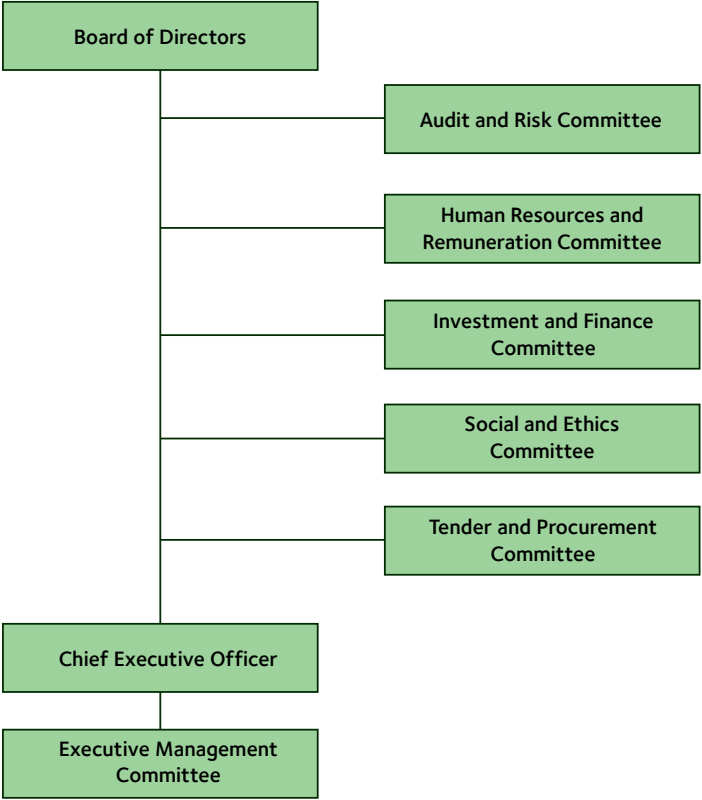 Board of Directors
Audit and Risk Committee
Human Resources and
Remuneration Committee
Investment and Finance
Committee
Social and Ethics
Committee
Tender and Procurement
Committee
Chief Executive Officer
Executive Management
Committee